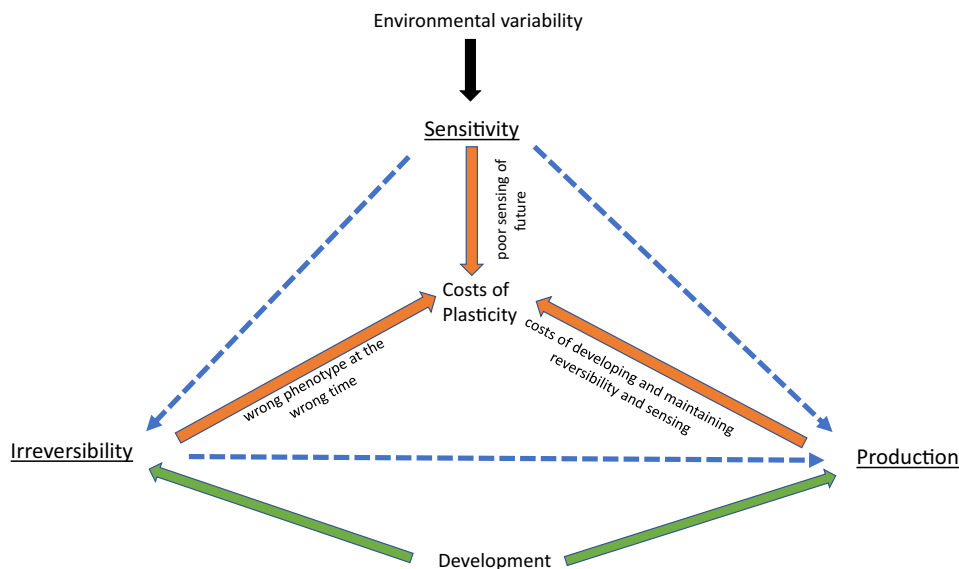 Environmental variability
Sensitivity
poor sensing of
future
Costs of
Plasticity
wrong phenotype at the
wrong time
costs of developing and maintaining
reversibility and sensing
Irreversibility
Production
Development